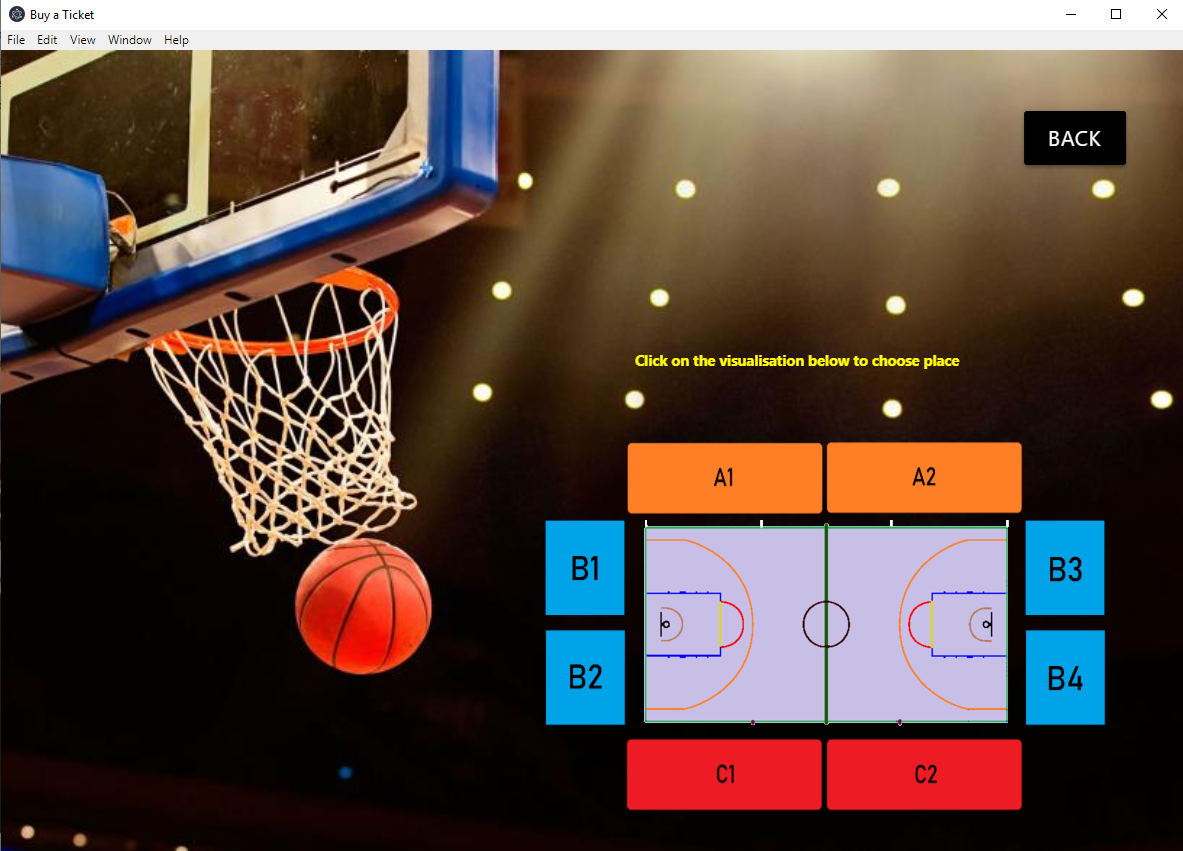 Buy a Ticket
File Edit View Window Help
BACK
Click on the visualisation below to choose place
A1 A2
B1 B3
B2 B4
C1 C2